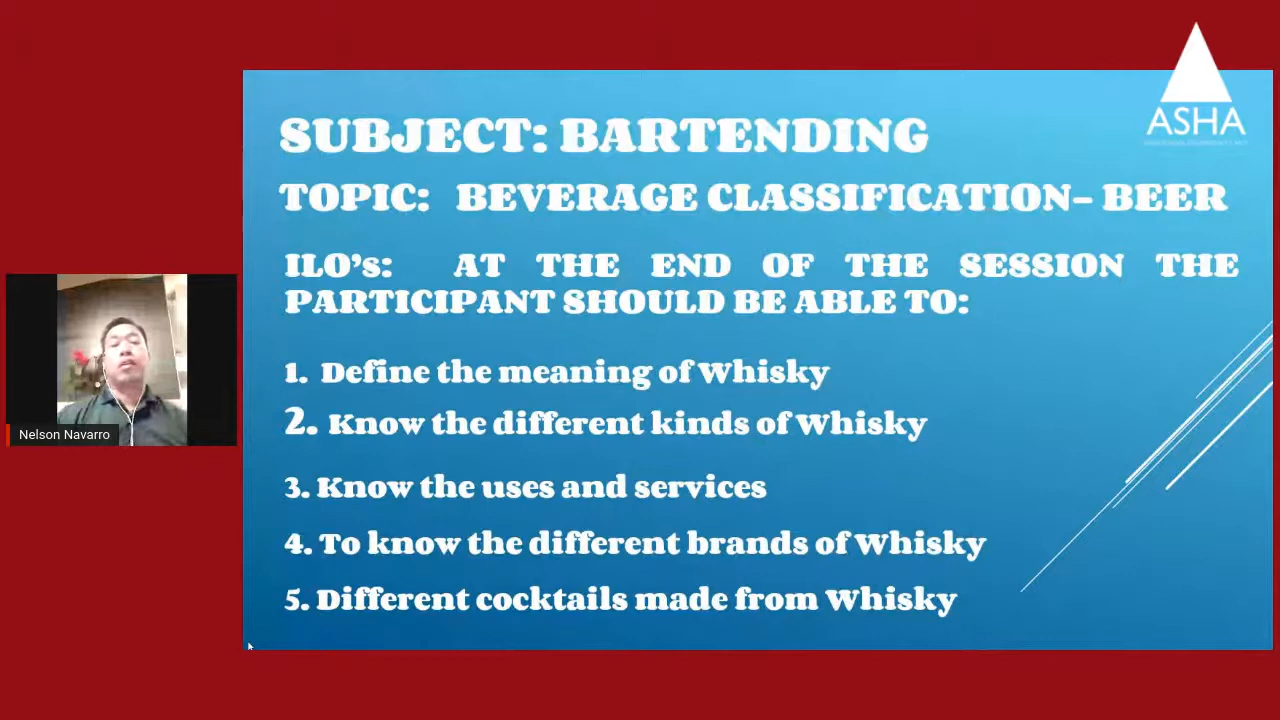 ASHA
SUBJECT: BARTENDING
TOPIC: BEVERAGE CLASSIFICATION– BEER
ILO's: AT THE END OF THE SESSION THE
PARTICIPANT SHOULD BE ABLE TO:
1. Define the meaning of Whisky
2. Know the different kinds of Whisky
3. Know the uses and services
4. To know the different brands of Whisky
5. Different cocktails made from Whisky
Nelson Navarro